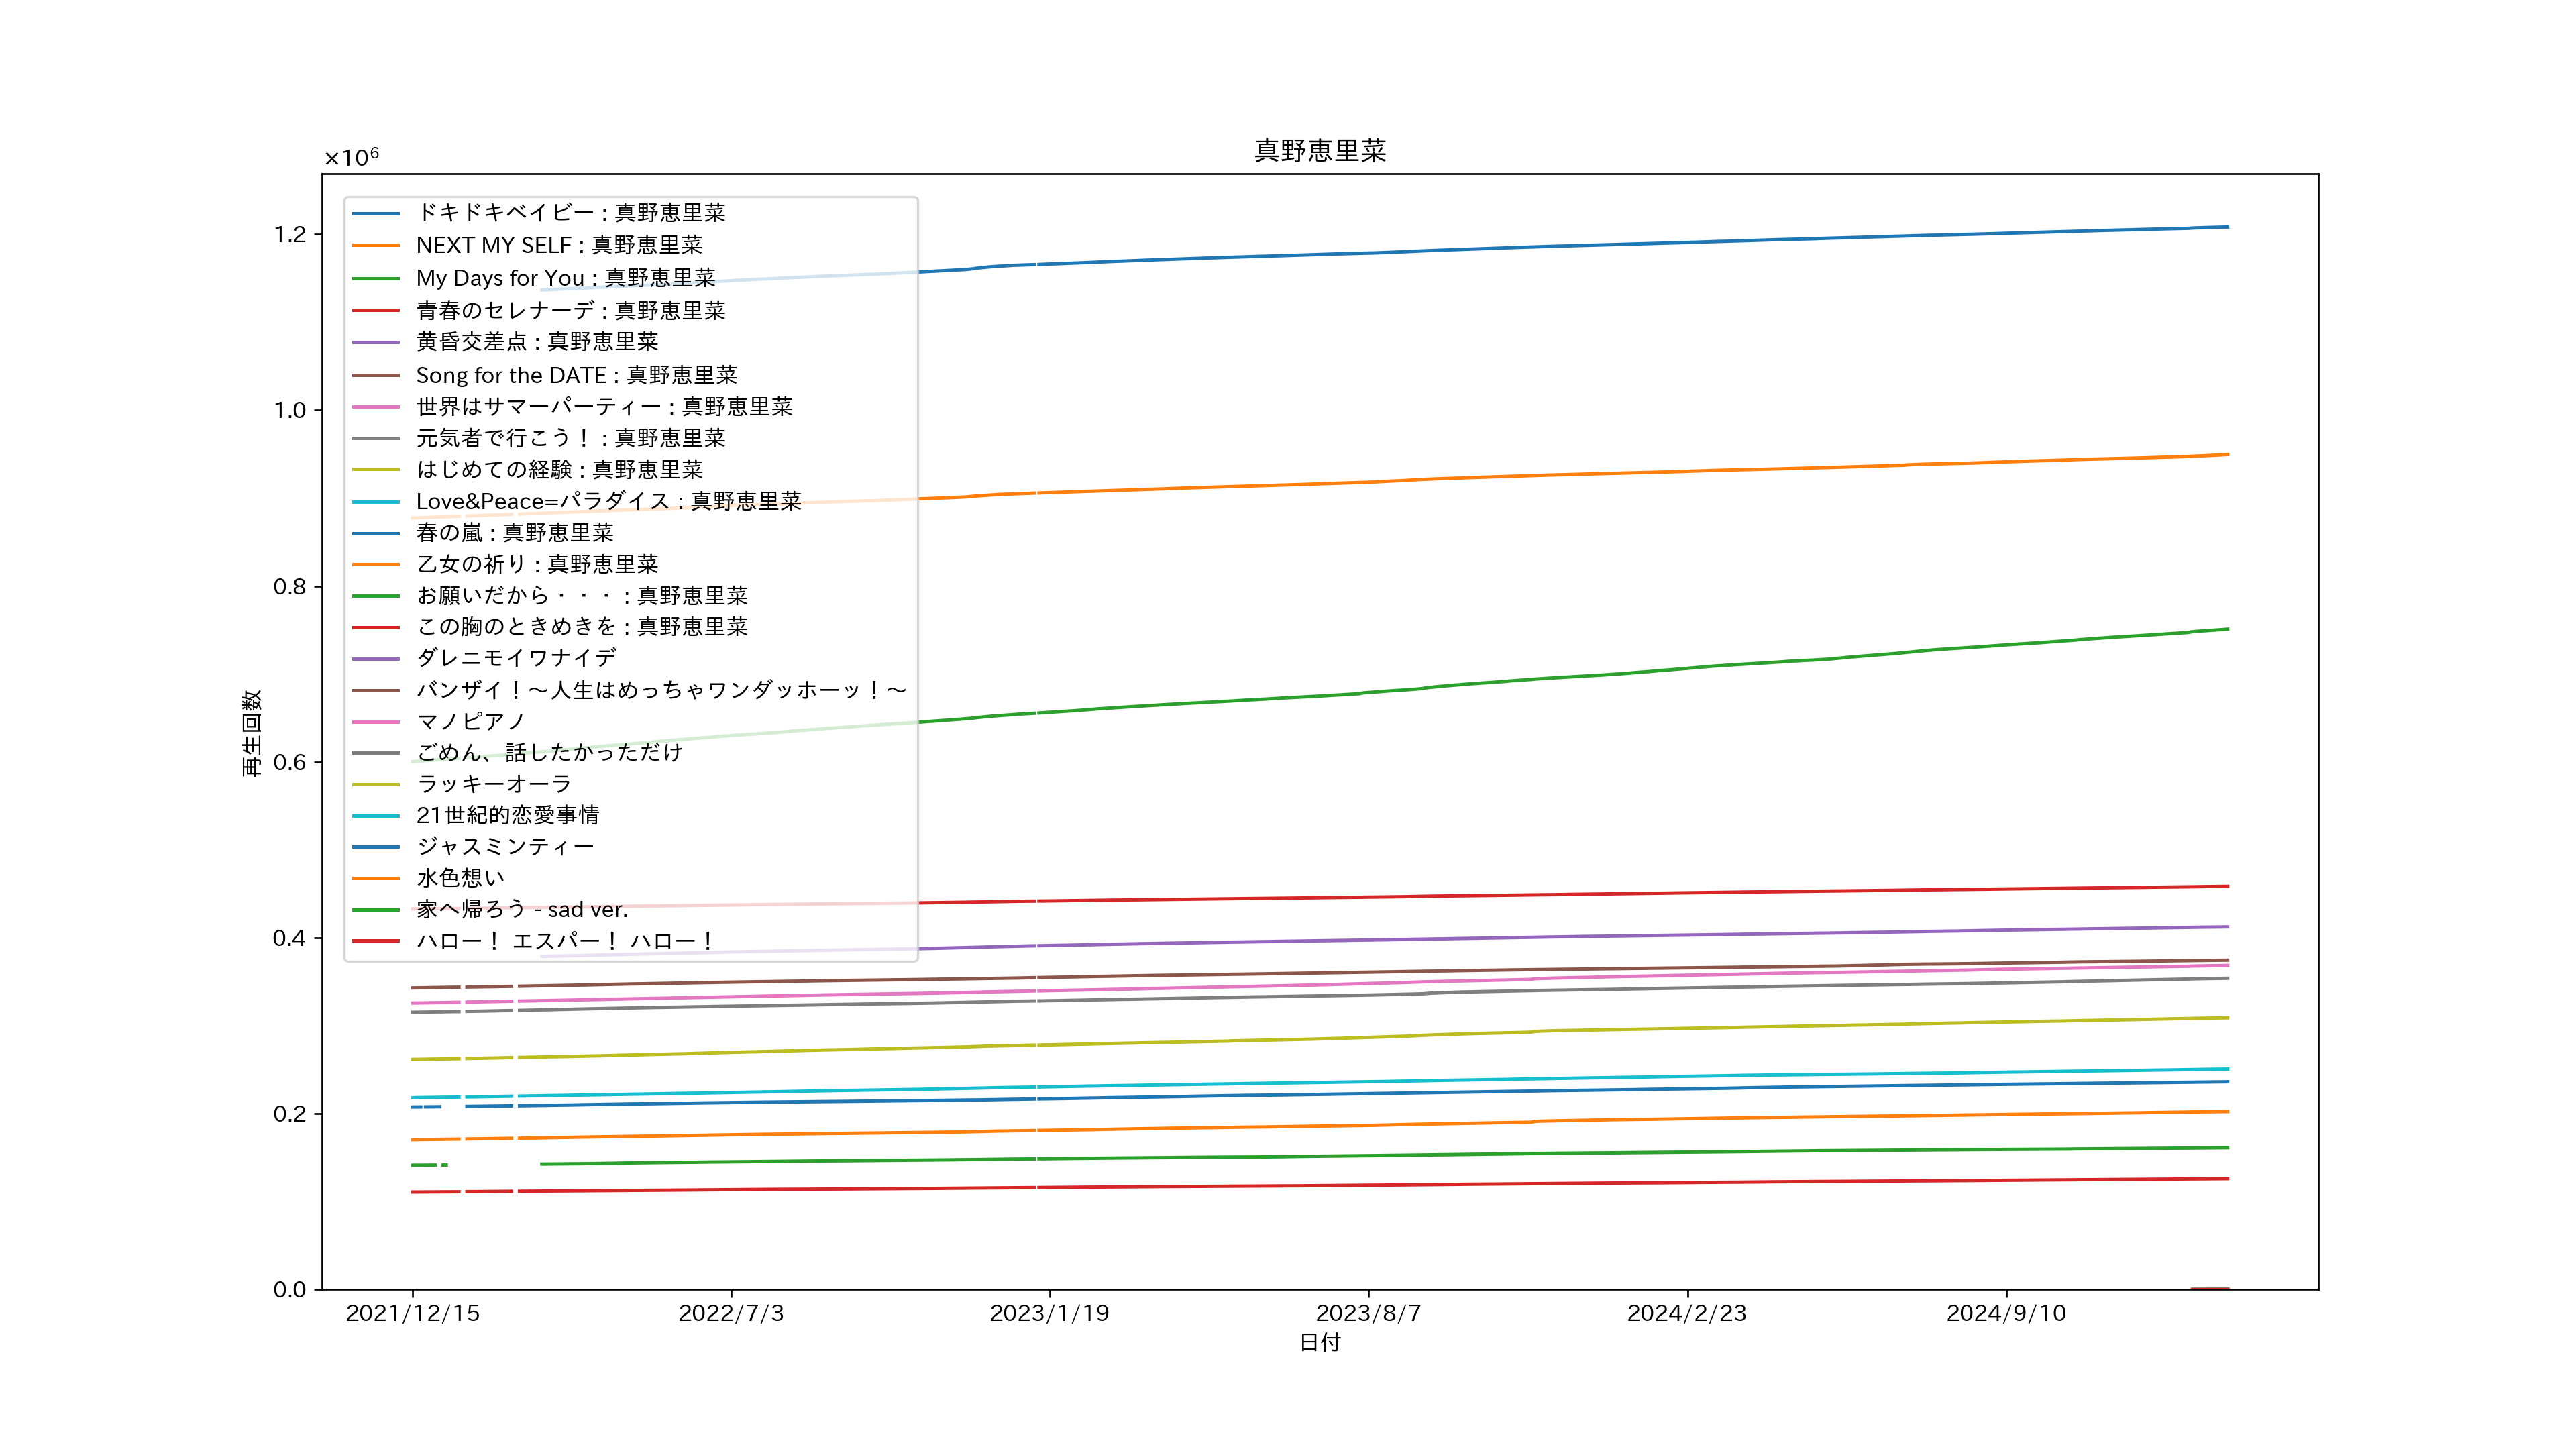 真野恵里菜
×10⁶
1.2
1.0
0.8
0.6
0.4
0.2
0.0
再生回数
ドキドキベイビー : 真野恵里菜
NEXT MY SELF : 真野恵里菜
My Days for You : 真野恵里菜
青春のセレナーデ : 真野恵里菜
黄昏交差点 : 真野恵里菜
Song for the DATE : 真野恵里菜
世界はサマーパーティー : 真野恵里菜
元気者で行こう！ : 真野恵里菜
はじめての経験 : 真野恵里菜
Love&Peace=パラダイス : 真野恵里菜
春の嵐 : 真野恵里菜
乙女の祈り : 真野恵里菜
お願いだから・・・ : 真野恵里菜
この胸のときめきを : 真野恵里菜
ダレニモイワナイデ
バンザイ！～人生はめっちゃワンダッホーッ！～
マノピアノ
ごめん、話したかっただけ
ラッキーオーラ
21世紀的恋愛事情
ジャスミンティー
水色想い
家へ帰ろう - sad ver.
ハロー！ エスパー！ ハロー！
2021/12/15
2022/7/3
2023/1/19
2023/8/7
2024/2/23
2024/9/10
日付